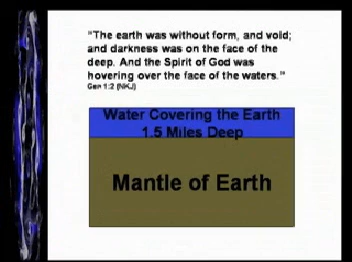 "The earth was without form, and void;
and darkness was on the face of the
deep. And the Spirit of God was
hovering over the face of the waters."
Gen 1:2 (NKJ)
Water Covering the Earth
1.5 Miles Deep
Mantle of Earth